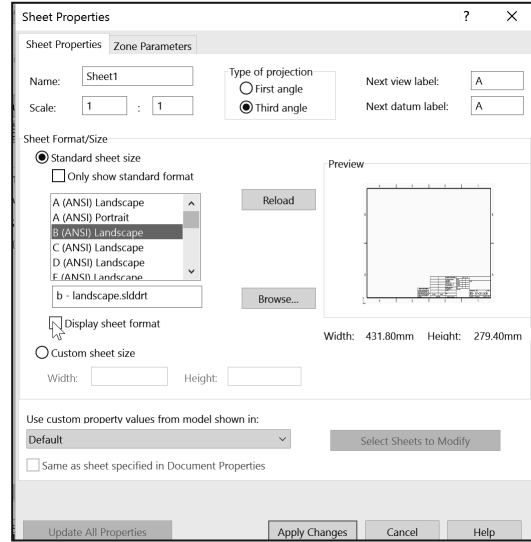 Sheet Properties ? X
Sheet Properties Zone Parameters
Name: Sheet1
Scale: 1 : 1
Type of projection
First angle
Third angle
Next view label: A
Next datum label: A
Sheet Format/Size
Standard sheet size
Only show standard format
A (ANSI) Landscape
A (ANSI) Portrait
B (ANSI) Landscape
C (ANSI) Landscape
D (ANSI) Landscape
E (ANSI) Landscape
Reload
b - landscape.slddrt
Browse...
Display sheet format
Custom sheet size
Width: Height:
Preview
Width: 431.80mm Height: 279.40mm
Use custom property values from model shown in:
Default
Select Sheets to Modify
Same as sheet specified in Document Properties
Update All Properties Apply Changes Cancel Help